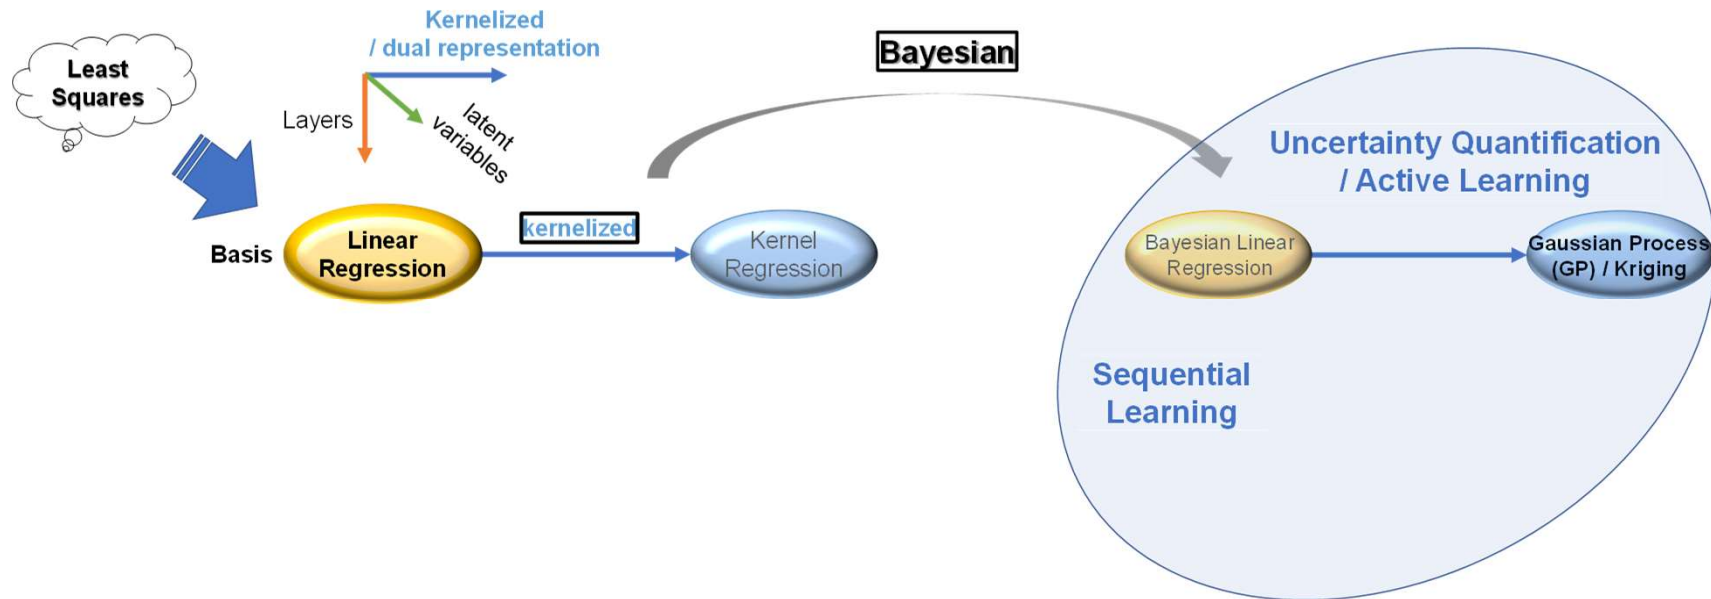 Least
Squares
Kernelized
/ dual representation
Layers
latent
variables
Bayesian
Uncertainty Quantification
/ Active Learning
Basis
Linear
Regression
kernelized
Kernel
Regression
Bayesian Linear
Regression
Gaussian Process
(GP) / Kriging
Sequential
Learning